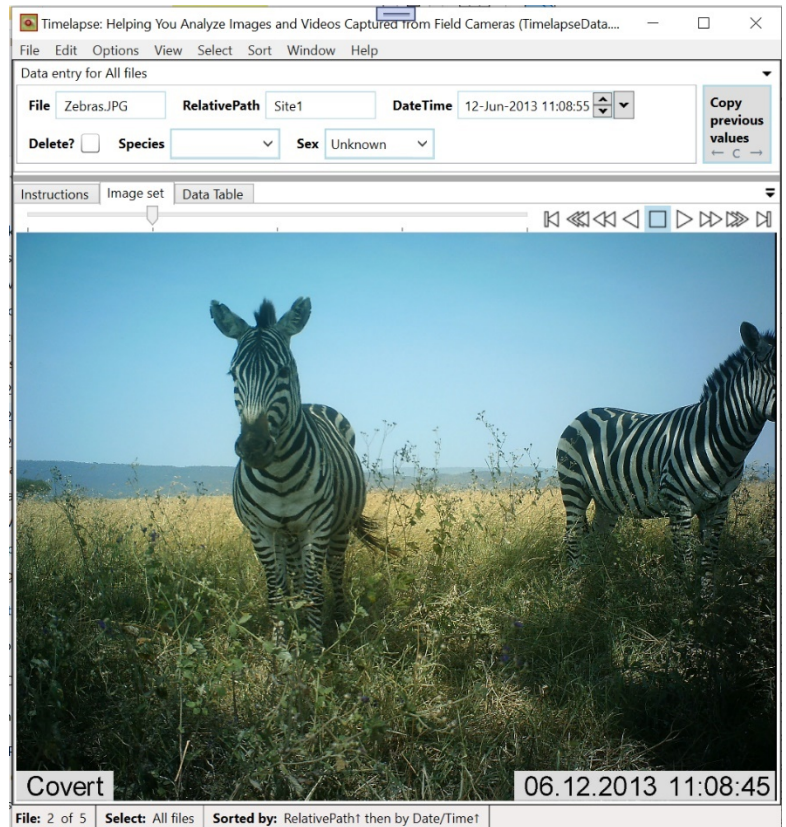 Timelapse: Helping You Analyze Images and Videos Captured from Field Cameras (TimelapseData....
File Edit Options View Select Sort Window Help
Data entry for All files
File Zebras.JPG RelativePath Site1 DateTime 12-Jun-2013 11:08:55
Copy
previous
values
← C →
Delete? Species Sex Unknown
Instructions Image set Data Table
Covert 06.12.2013 11:08:45
File: 2 of 5 Select: All files Sorted by: RelativePath↑ then by Date/Time↑